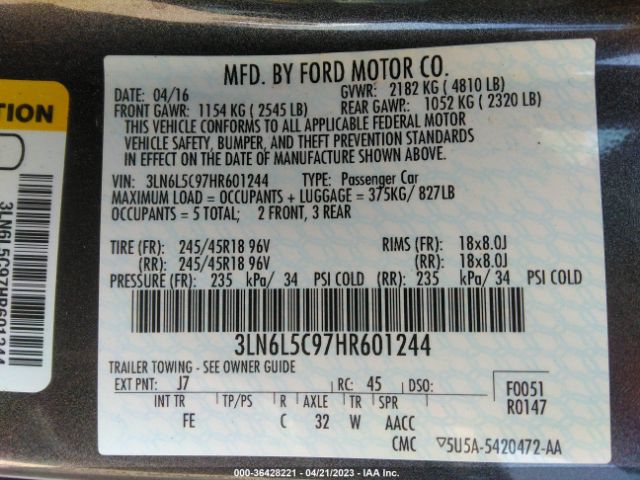 MFD. BY FORD MOTOR CO.
DATE: 04/16 GVWR: 2182 KG ( 4810 LB)
FRONT GAWR: 1154 KG ( 2545 LB) REAR GAWR: 1052 KG ( 2320 LB)
THIS VEHICLE CONFORMS TO ALL APPLICABLE FEDERAL MOTOR
VEHICLE SAFETY, BUMPER, AND THEFT PREVENTION STANDARDS
IN EFFECT ON THE DATE OF MANUFACTURE SHOWN ABOVE.
VIN: 3LN6L5C97HR601244 TYPE: Passenger Car
MAXIMUM LOAD = OCCUPANTS + LUGGAGE = 375KG/ 827LB
OCCUPANTS = 5 TOTAL; 2 FRONT, 3 REAR
TIRE (FR): 245/45R18 96V RIMS (FR): 18x8.0J
(RR): 245/45R18 96V (RR): 18x8.0J
PRESSURE (FR): 235 kPa/ 34 PSI COLD (RR): 235 kPa/ 34 PSI COLD
3LN6L5C97HR601244
TRAILER TOWING - SEE OWNER GUIDE
EXT PNT: J7 RC: 45 DSO:
INT TR TP/PS R AXLE TR SPR
FE C 32 W AACC
CMC
F0051
R0147
▽5U5A-5420472-AA
TION
3LN6L5C97HR601244
000-36428221 - 04/21/2023 - IAA Inc.